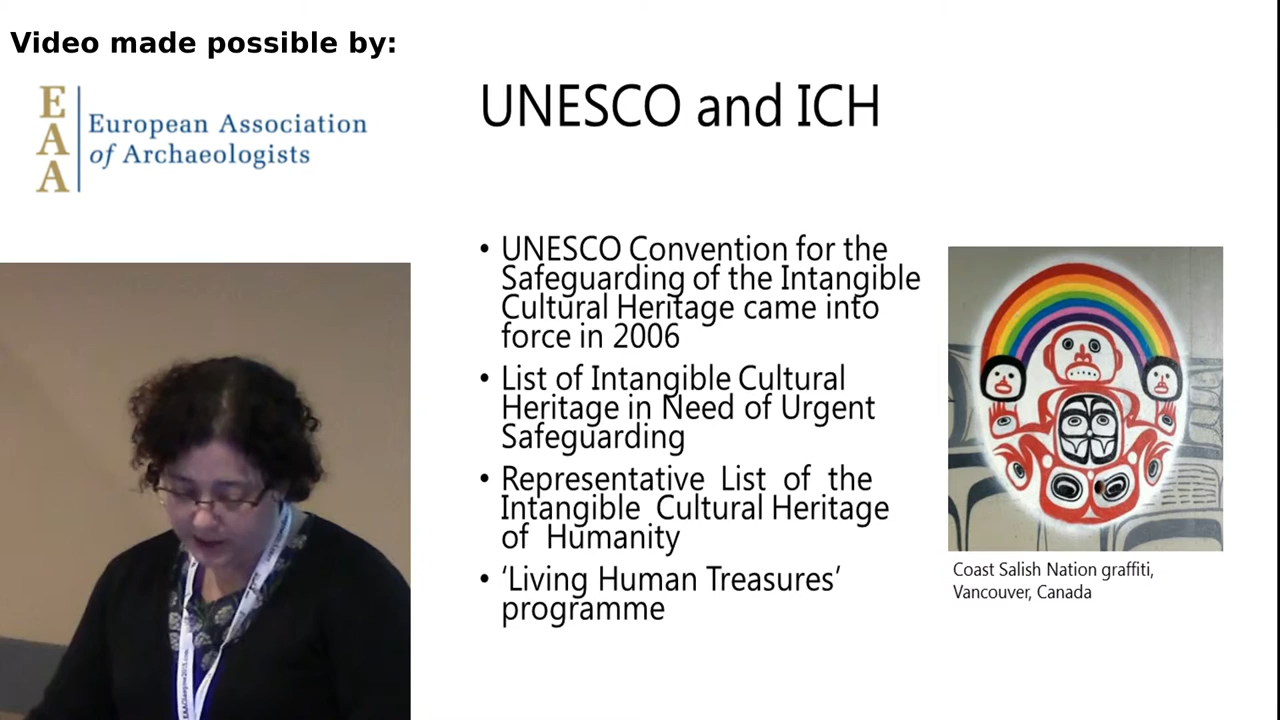 Video made possible by:
EAA
European Association
of Archaeologists
UNESCO and ICH
• UNESCO Convention for the
Safeguarding of the Intangible
Cultural Heritage came into
force in 2006
• List of Intangible Cultural
Heritage in Need of Urgent
Safeguarding
• Representative List of the
Intangible Cultural Heritage
of Humanity
• ‘Living Human Treasures’
programme
Coast Salish Nation graffiti,
Vancouver, Canada